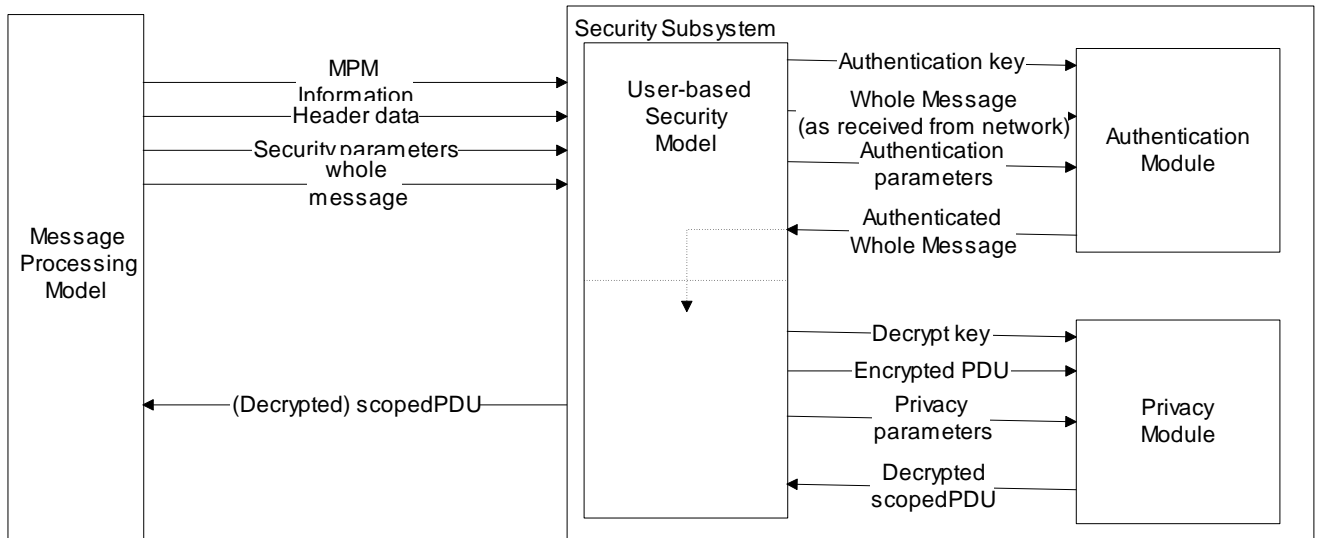 Security Subsystem
MPM
Information
Header data
Security parameters
whole
message
Message
Processing
Model
(Decrypted) scopedPDU
User-based
Security
Model
Authentication key
Whole Message
(as received from network)
Authentication
parameters
Authenticated
Whole Message
Authentication
Module
Decrypt key
Encrypted PDU
Privacy
parameters
Decrypted
scopedPDU
Privacy
Module